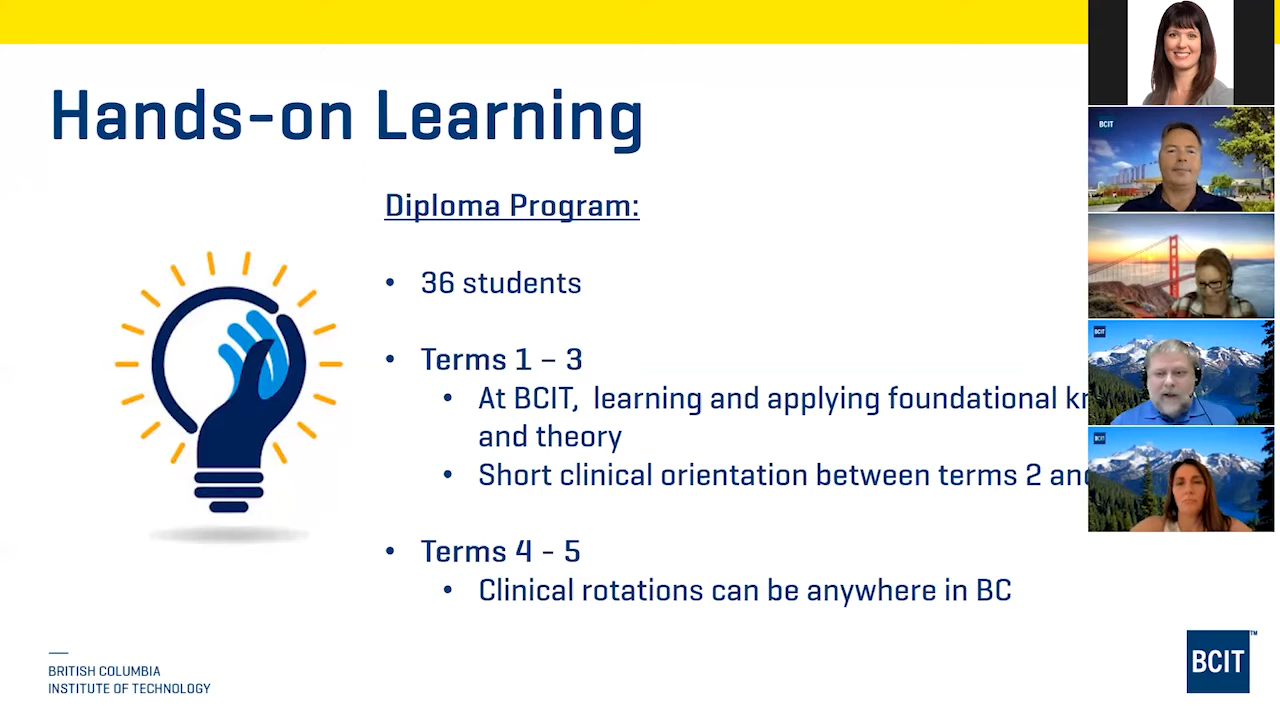 Hands-on Learning
Diploma Program:
• 36 students
• Terms 1 – 3
• At BCIT, learning and applying foundational
and theory
• Short clinical orientation between terms 2
• Terms 4 - 5
• Clinical rotations can be anywhere in BC
BRITISH COLUMBIA
INSTITUTE OF TECHNOLOGY
BCIT™
BCIT
BCIT
BCIT